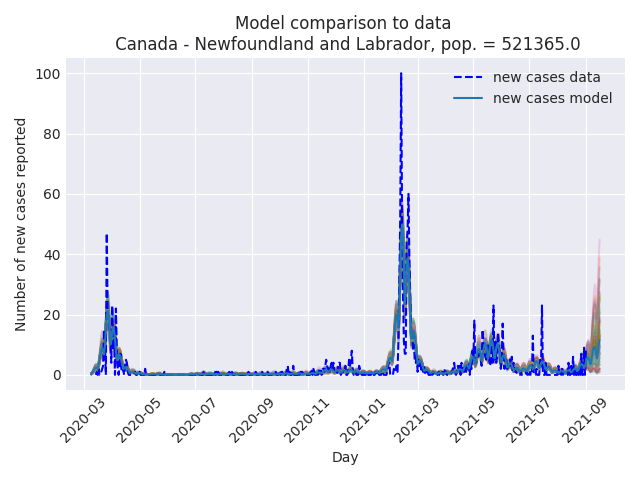 Model comparison to data
Canada - Newfoundland and Labrador, pop. = 521365.0
new cases data
new cases model
Number of new cases reported
100
80
60
40
20
0
2020-03
2020-05
2020-07
2020-09
2020-11
2021-01
2021-03
2021-05
2021-07
2021-09
Day